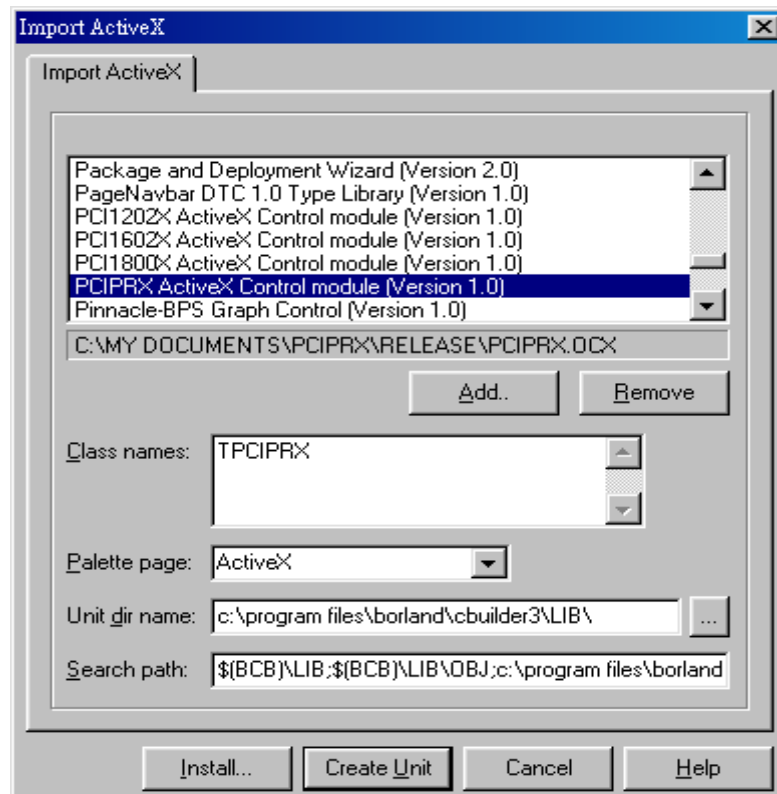 Import ActiveX
Import ActiveX
Package and Deployment Wizard (Version 2.0)
PageNavbar DTC 1.0 Type Library (Version 1.0)
PCI1202X ActiveX Control module (Version 1.0)
PCI1602X ActiveX Control module (Version 1.0)
PCI1800X ActiveX Control module (Version 1.0)
PCIPRX ActiveX Control module (Version 1.0)
Pinnacle-BPS Graph Control (Version 1.0)
C:\MY DOCUMENTS\PCIPRX\RELEASE\PCIPRX.OCX
Add.. Remove
Class names: TPCIPRX
Palette page: ActiveX
Unit dir name: c:\program files\borland\cbuilder3\LIB\ ...
Search path: $(BCB)\LIB;$(BCB)\LIB\OBJ;c:\program files\borland
Install... Create Unit Cancel Help